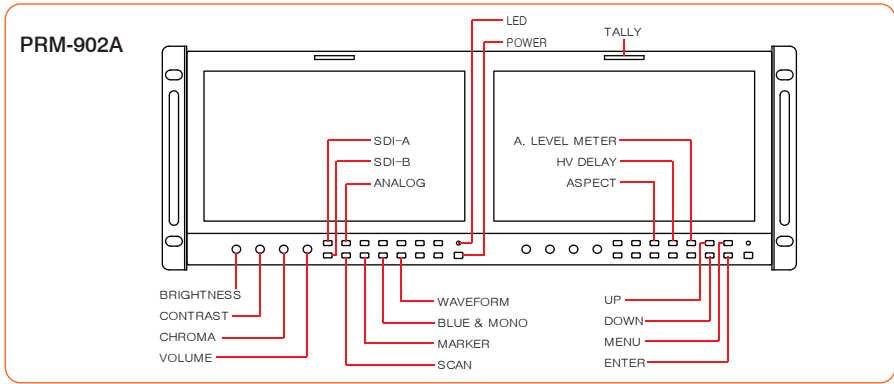 LED
TALLY
PRM-902A
POWER
SDI-A
SDI-B
ANALOG
A. LEVEL METER
HV DELAY
ASPECT
BRIGHTNESS
CONTRAST
CHROMA
VOLUME
WAVEFORM
BLUE & MONO
MARKER
SCAN
UP
DOWN
MENU
ENTER